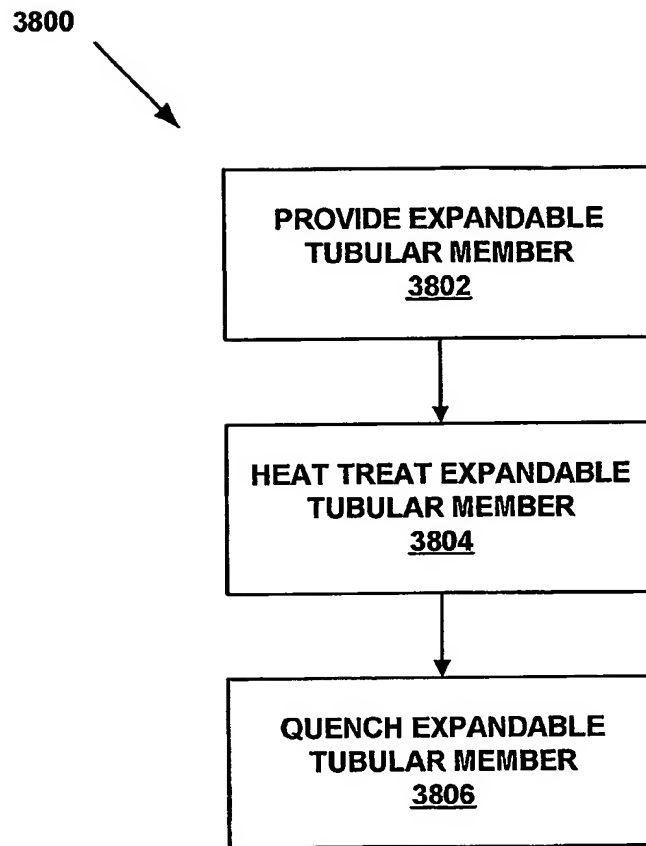 3800
PROVIDE EXPANDABLE
TUBULAR MEMBER
3802
HEAT TREAT EXPANDABLE
TUBULAR MEMBER
3804
QUENCH EXPANDABLE
TUBULAR MEMBER
3806